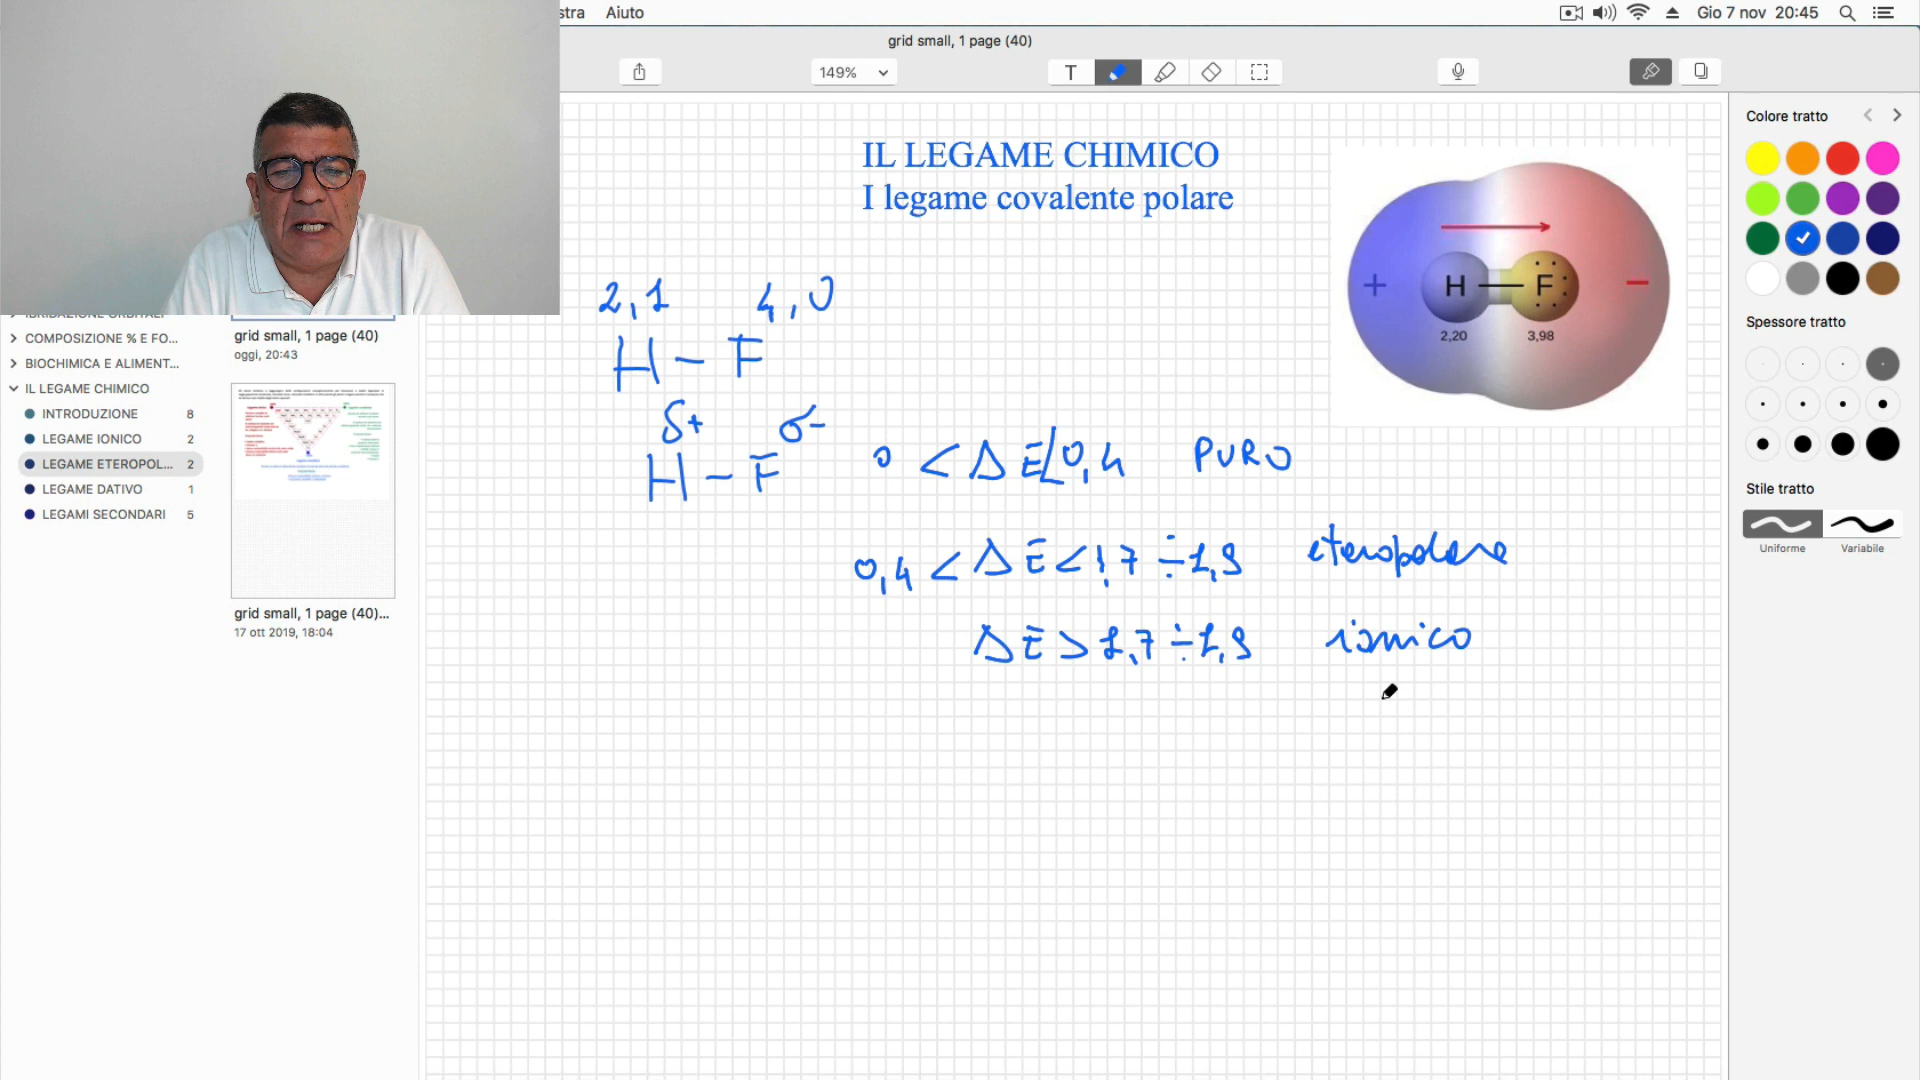 stra Aiuto
Gio 7 nov 20:45
grid small, 1 page (40)
149%
T
IL LEGAME CHIMICO
I legame covalente polare
+ H F −
2,20 3,98
2,1 4,0
H – F
δ+ σ-
H – F
0 < Δ E < 0,4 PURO
0,4 < Δ E < 1,7 ÷ 1,9 eteropolare
Δ E > 1,7 ÷ 1,9 ionico
IBRIDAZIONE ORBITALI
COMPOSIZIONE % E FO...
BIOCHIMICA E ALIMENT...
IL LEGAME CHIMICO
INTRODUZIONE 8
LEGAME IONICO 2
LEGAME ETEROPOL... 2
LEGAME DATIVO 1
LEGAMI SECONDARI 5
grid small, 1 page (40)
oggi, 20:43
grid small, 1 page (40)...
17 ott 2019, 18:04
Colore tratto
Spessore tratto
Stile tratto
Uniforme Variabile